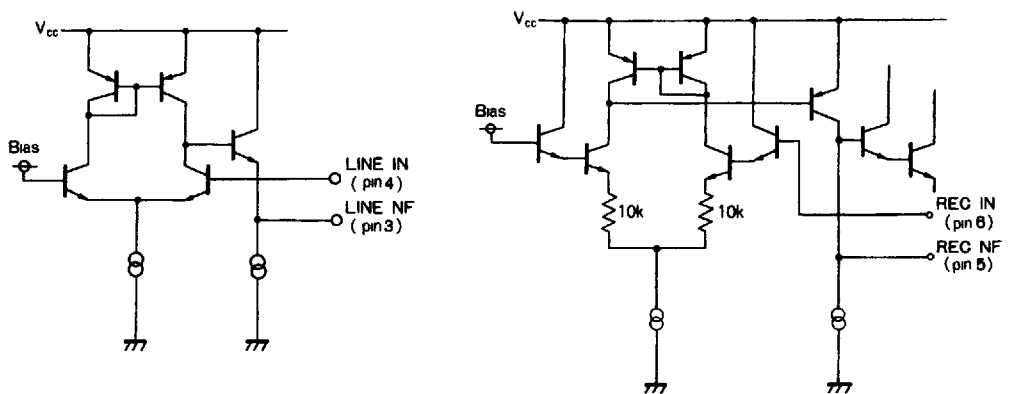 Vcc
Bias
LINE IN
(pin 4)
LINE NF
(pin 3)
Vcc
Bias
10k
10k
REC IN
(pin 6)
REC NF
(pin 5)